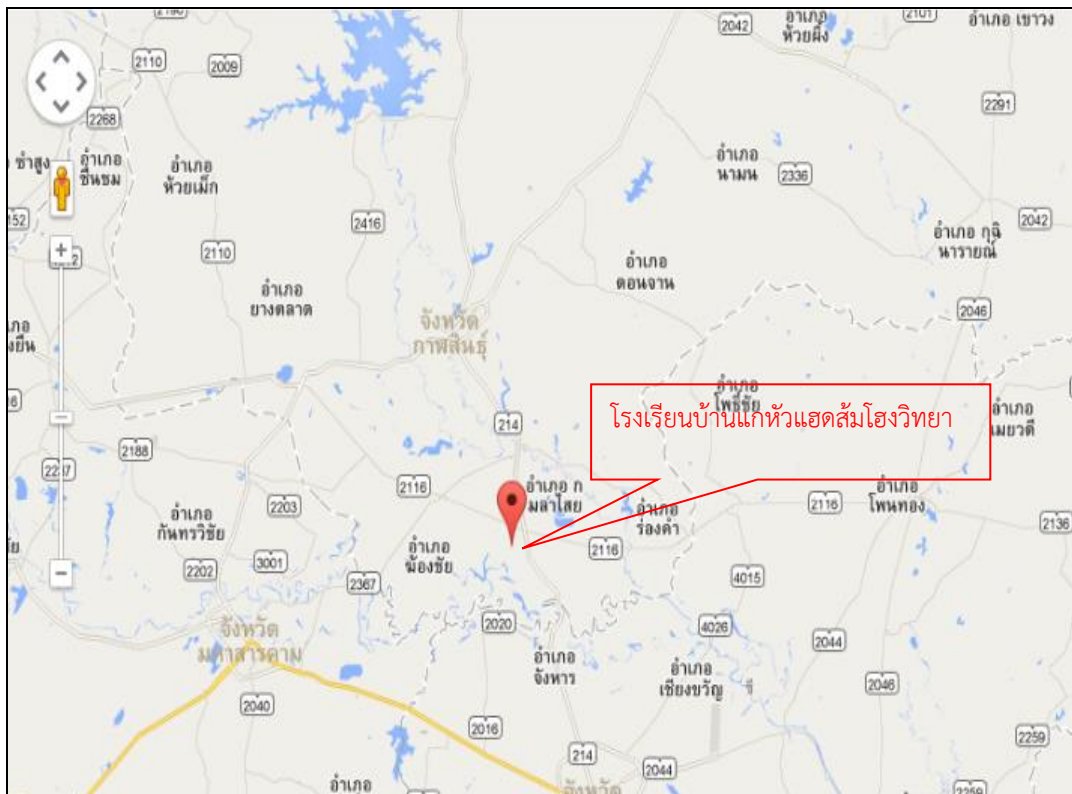 2190
2042
อำเภอ
ห้วยผึ้ง
2101
อำเภอ เขาวง
2110
2009
2268
2291
ซำสูง
อำเภอ
ชื่นชม
อำเภอ
ห้วยเม็ก
อำเภอ
นามน
2336
152
2416
2042
2110
อำเภอ กุฉิ
นารายณ์
อำเภอ
ดอนจาน
อำเภอ
ยางตลาด
2046
จังหวัด
กาฬสินธุ์
อำเภอ
โพธิ์ชัย
โรงเรียนบ้านแกหัวแฮดส้มโฮงวิทยา
อำเภอ
เมยวดี
214
2188
2237
2116
อำเภอ ก
มลาไสย
อำเภอ
โพนทอง
2203
อำเภอ
ร่องคำ
2116
2136
อำเภอ
กันทรวิชัย
อำเภอ
ฆ้องชัย
2116
3001
2202
2367
4015
2020
4026
จังหวัด
มหาสารคาม
2044
อำเภอ
จังหาร
อำเภอ
เชียงขวัญ
ชี
2046
2040
2016
2259
214
2044
อำเภอ
จังหวัด
2259